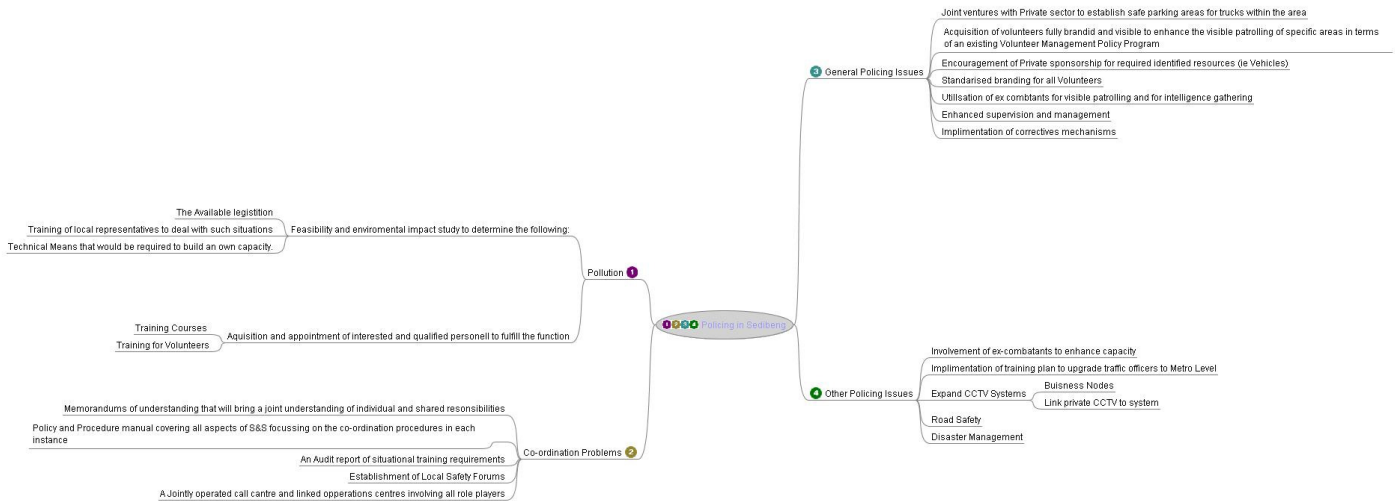 Policing in Sedibeng
1
2
3
4
Pollution
1
Feasibility and enviromental impact study to determine the following:
The Available legistition
Training of local representatives to deal with such situations
Technical Means that would be required to build an own capacity.
Aquisition and appointment of interested and qualified personell to fulfill the function
Training Courses
Training for Volunteers
Co-ordination Problems
2
Memorandums of understanding that will bring a joint understanding of individual and shared resonsibilities
Policy and Procedure manual covering all aspects of S&S focussing on the co-ordination procedures in each
instance
An Audit report of situational training requirements
Establishment of Local Safety Forums
A Jointly operated call cantre and linked opperations centres involving all role players
3
General Policing Issues
Joint ventures with Private sector to establish safe parking areas for trucks within the area
Acquisition of volunteers fully brandid and visible to enhance the visible patrolling of specific areas in terms
of an existing Volunteer Management Policy Program
Encouragement of Private sponsorship for required identified resources (ie Vehicles)
Standarised branding for all Volunteers
Utilisation of ex combtants for visible patrolling and for intelligence gathering
Enhanced supervision and management
Implimentation of correctives mechanisms
4
Other Policing Issues
Involvement of ex-combatants to enhance capacity
Implimentation of training plan to upgrade traffic officers to Metro Level
Expand CCTV Systems
Buisness Nodes
Link private CCTV to system
Road Safety
Disaster Management